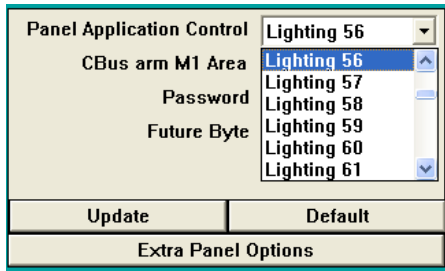 Panel Application Control Lighting 56
CBus arm M1 Area Lighting 56
Password Lighting 57
Lighting 58
Future Byte Lighting 59
Lighting 60
Lighting 61
Update Default
Extra Panel Options